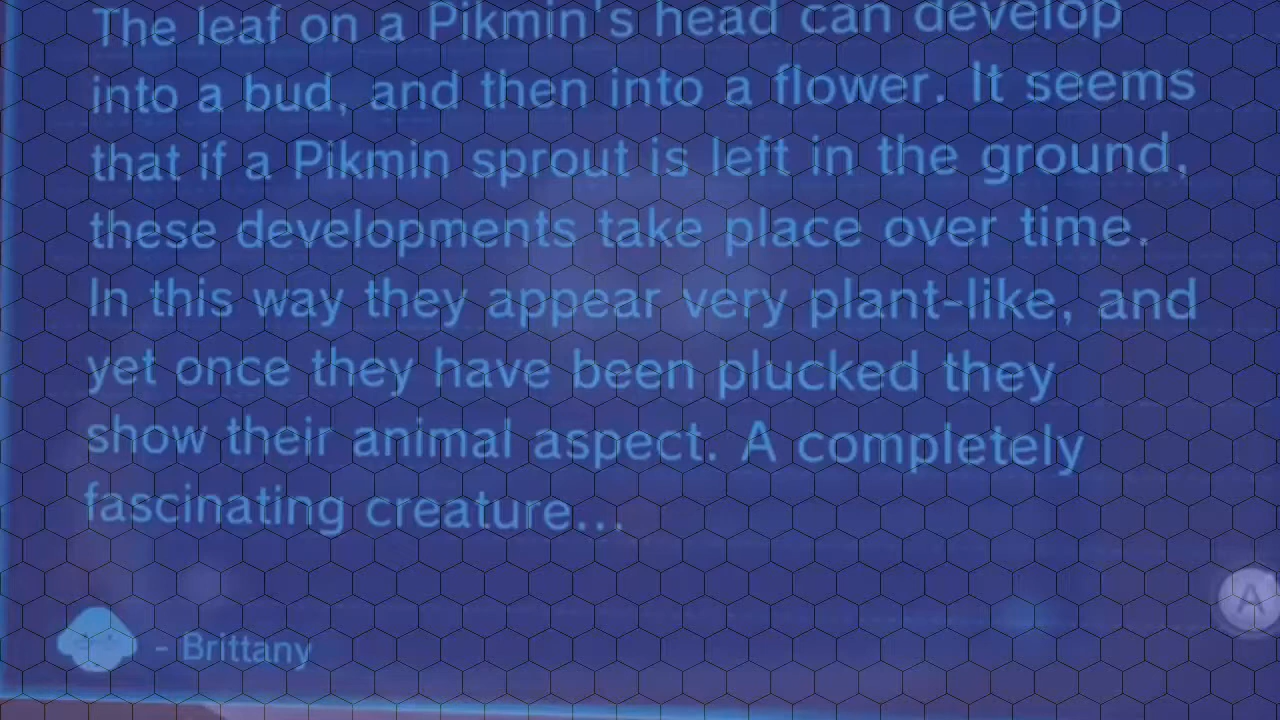 The leaf on a Pikmin's head can develop
into a bud, and then into a flower. It seems
that if a Pikmin sprout is left in the ground,
these developments take place over time.
In this way they appear very plant-like, and
yet once they have been plucked they
show their animal aspect. A completely
fascinating creature...
A
- Brittany